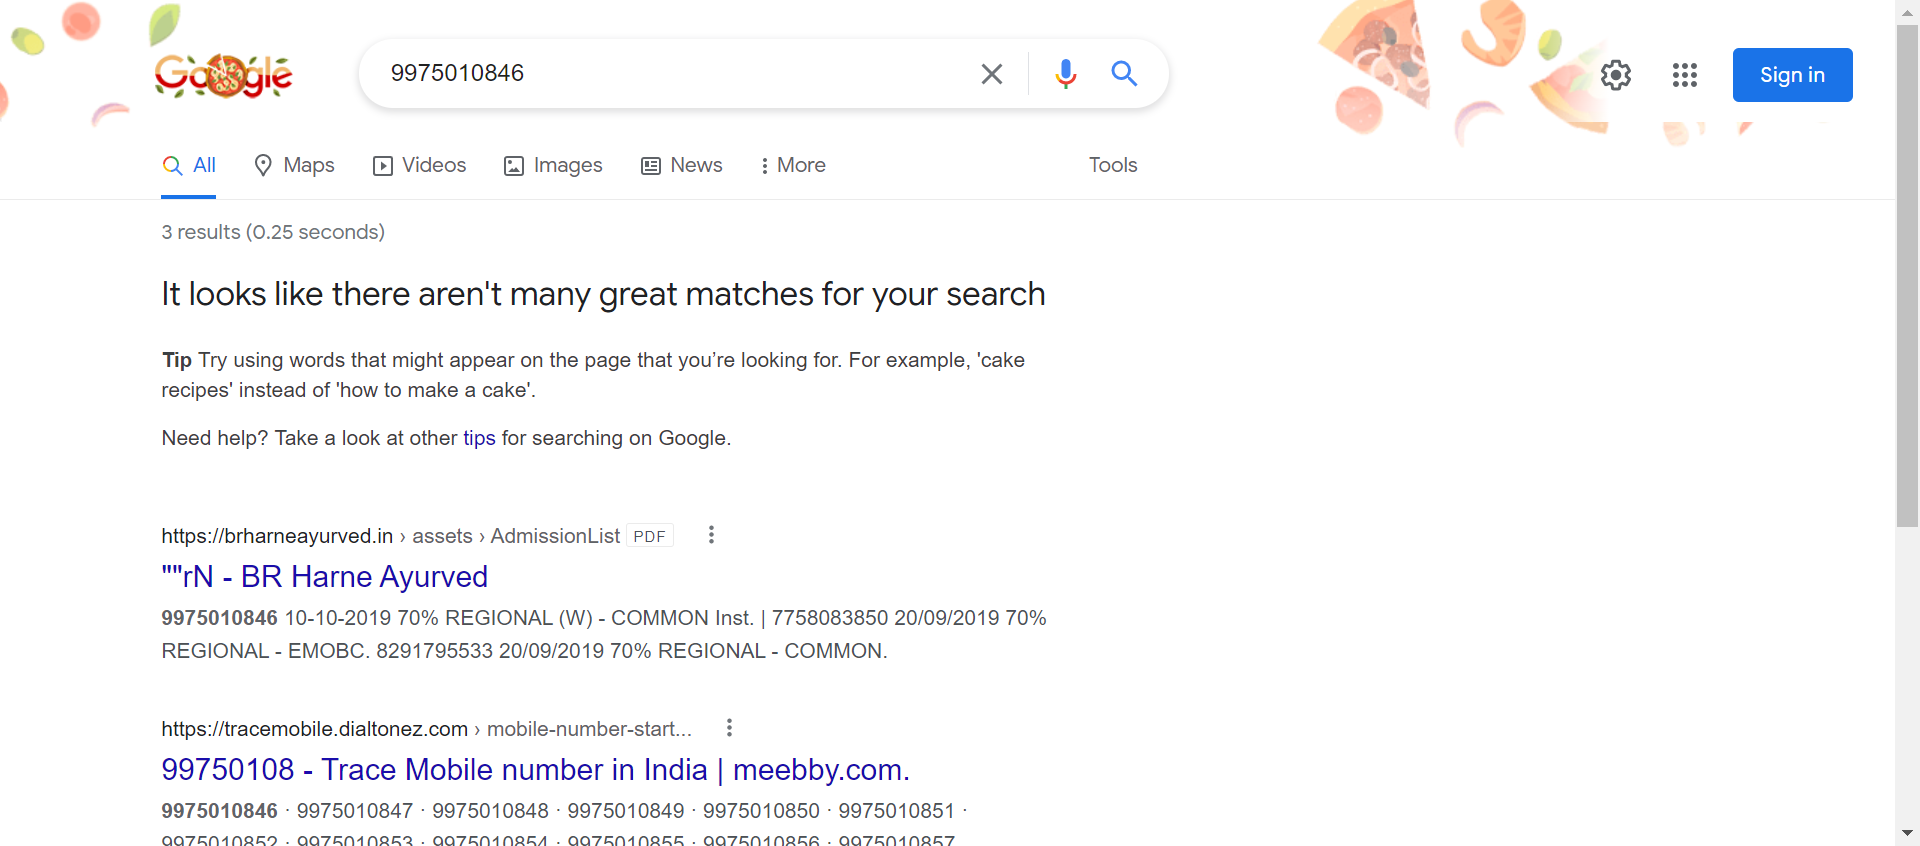 Google
9975010846
Sign in
All Maps Videos Images News More Tools
3 results (0.25 seconds)
It looks like there aren't many great matches for your search
Tip Try using words that might appear on the page that you’re looking for. For example, 'cake
recipes' instead of 'how to make a cake'.
Need help? Take a look at other tips for searching on Google.
https://brharneayurved.in › assets › AdmissionList PDF
""rN - BR Harne Ayurved
9975010846 10-10-2019 70% REGIONAL (W) - COMMON Inst. | 7758083850 20/09/2019 70%
REGIONAL - EMOBC. 8291795533 20/09/2019 70% REGIONAL - COMMON.
https://tracemobile.dialtonez.com › mobile-number-start...
99750108 - Trace Mobile number in India | meebby.com.
9975010846 · 9975010847 · 9975010848 · 9975010849 · 9975010850 · 9975010851 ·
9975010852 · 9975010853 · 9975010854 · 9975010855 · 9975010856 · 9975010857